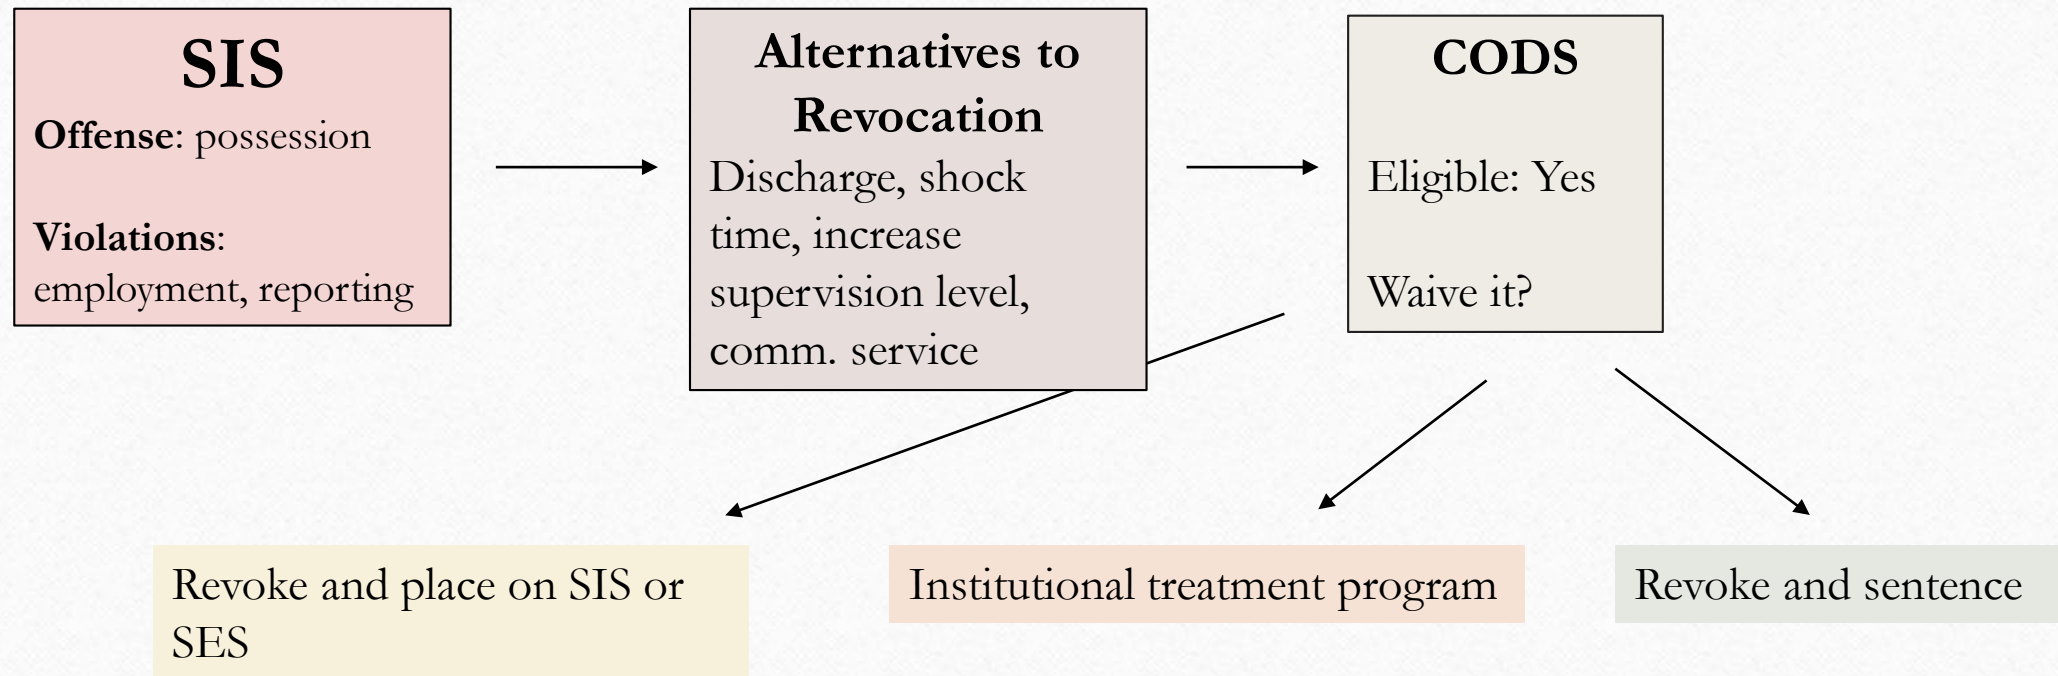 SIS
Offense: possession
Violations:
employment, reporting
Alternatives to
Revocation
Discharge, shock
time, increase
supervision level,
comm. service
CODS
Eligible: Yes
Waive it?
Revoke and place on SIS or
SES
Institutional treatment program
Revoke and sentence